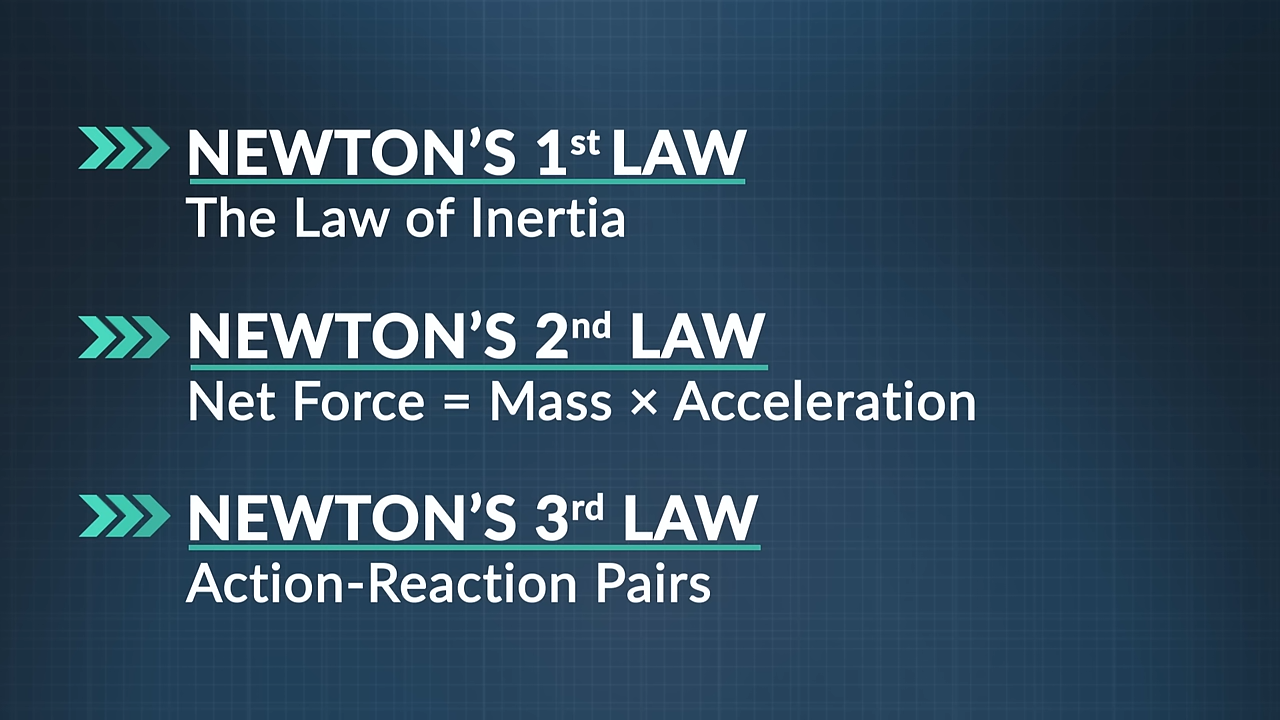 NEWTON’S 1st LAW
The Law of Inertia
NEWTON’S 2nd LAW
Net Force = Mass × Acceleration
NEWTON’S 3rd LAW
Action-Reaction Pairs